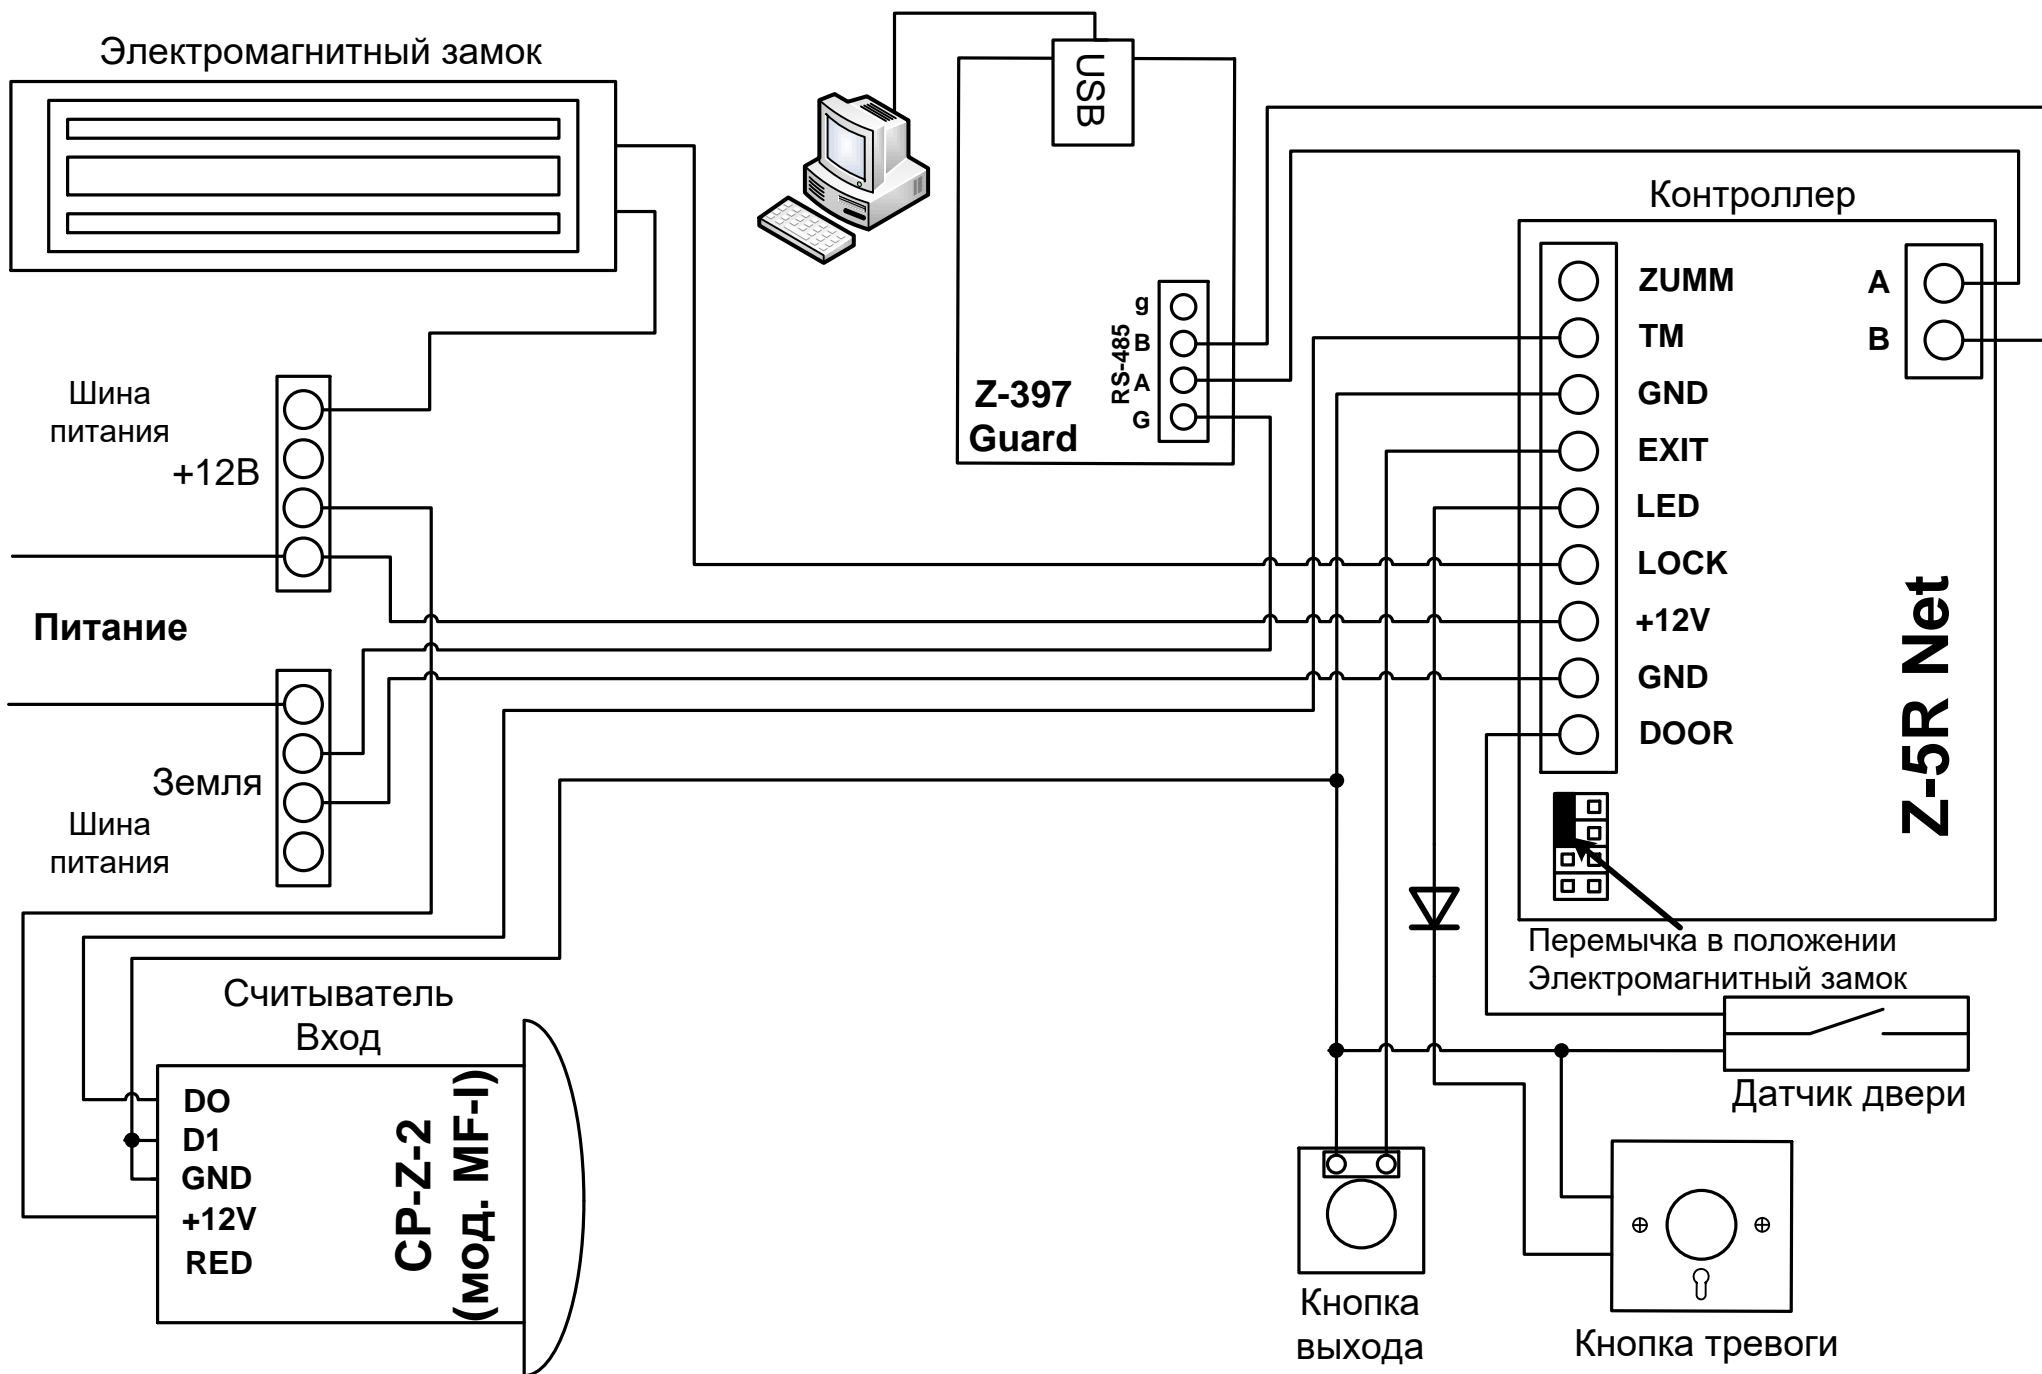 Электромагнитный замок
USB
Контроллер
g
B
A
G
RS-485
Z-397
Guard
ZUMM
TM
GND
EXIT
LED
LOCK
+12V
GND
DOOR
A
B
Z-5R Net
Шина
питания
+12В
Питание
Земля
Шина
питания
Перемычка в положении
Электромагнитный замок
Считыватель
Вход
DO
D1
GND
+12V
RED
CP-Z-2
(мод. MF-I)
Датчик двери
Кнопка
выхода
Кнопка тревоги